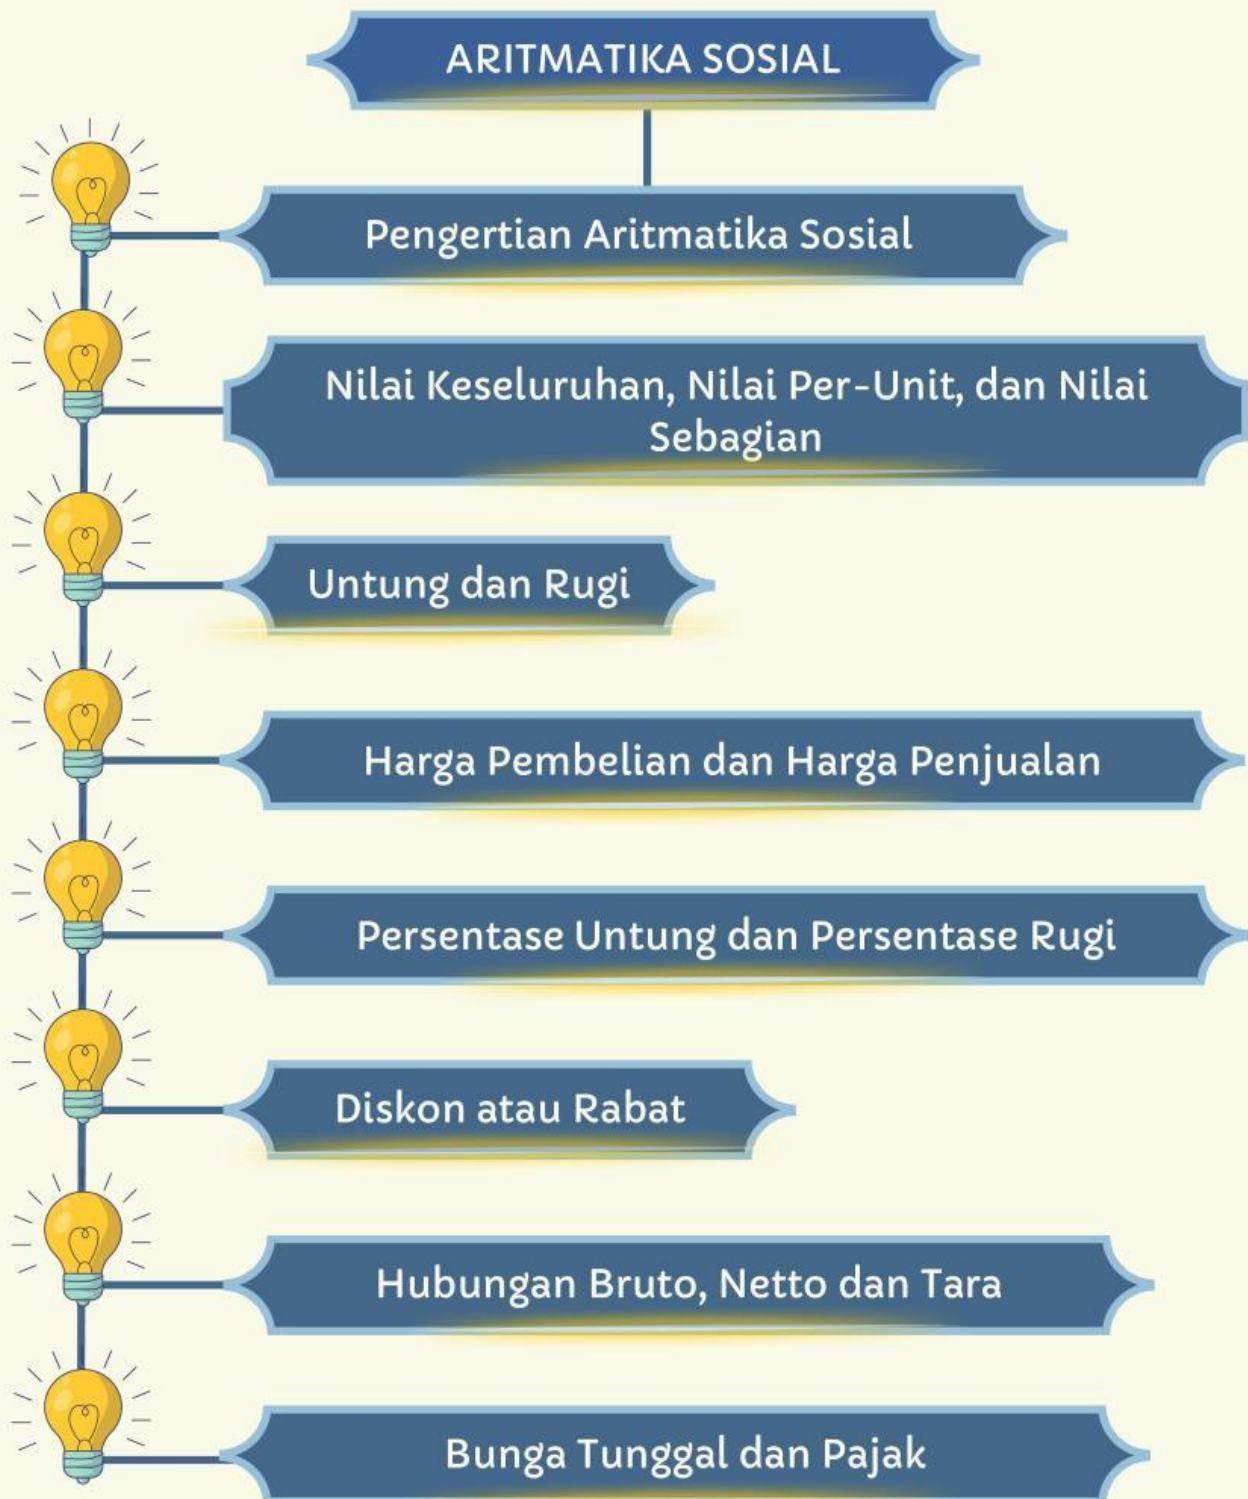 ARITMATIKA SOSIAL
Pengertian Aritmatika Sosial
Nilai Keseluruhan, Nilai Per-Unit, dan Nilai
Sebagian
Untung dan Rugi
Harga Pembelian dan Harga Penjualan
Persentase Untung dan Persentase Rugi
Diskon atau Rabat
Hubungan Bruto, Netto dan Tara
Bunga Tunggal dan Pajak